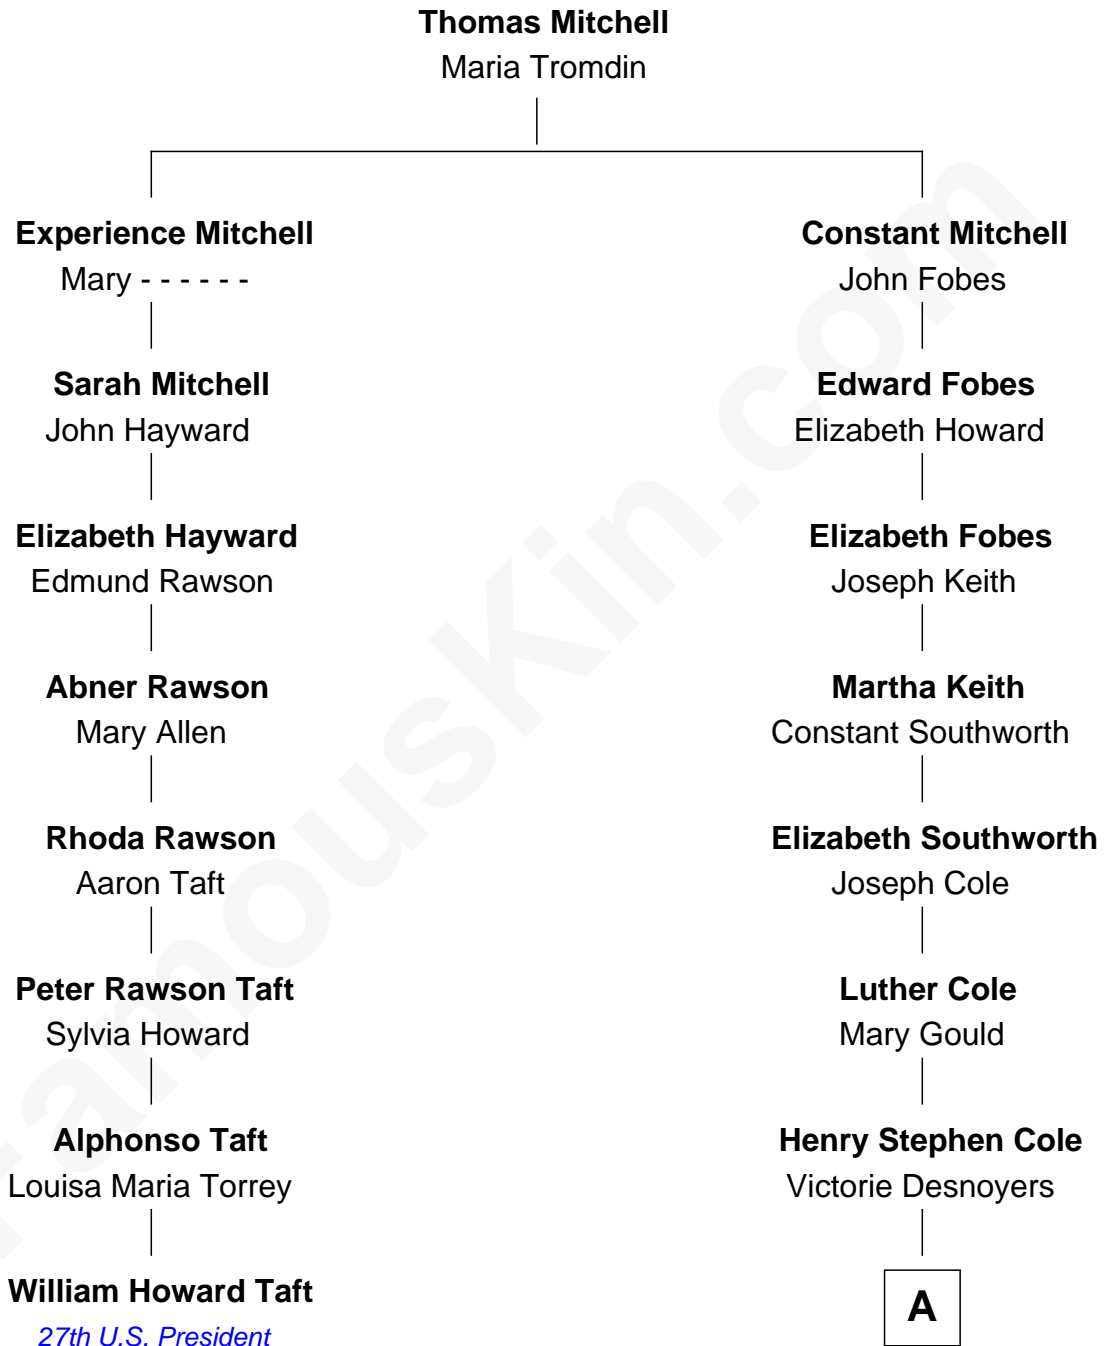 Thomas Mitchell
Maria Tromdin
Experience Mitchell
Mary - - - - - -
Constant Mitchell
John Fobes
Sarah Mitchell
John Hayward
Edward Fobes
Elizabeth Howard
Elizabeth Hayward
Edmund Rawson
Elizabeth Fobes
Joseph Keith
Abner Rawson
Mary Allen
Martha Keith
Constant Southworth
Rhoda Rawson
Aaron Taft
Elizabeth Southworth
Joseph Cole
Peter Rawson Taft
Sylvia Howard
Luther Cole
Mary Gould
Alphonso Taft
Louisa Maria Torrey
Henry Stephen Cole
Victorie Desnoyers
William Howard Taft
27th U.S. President
A
FamousKin.com